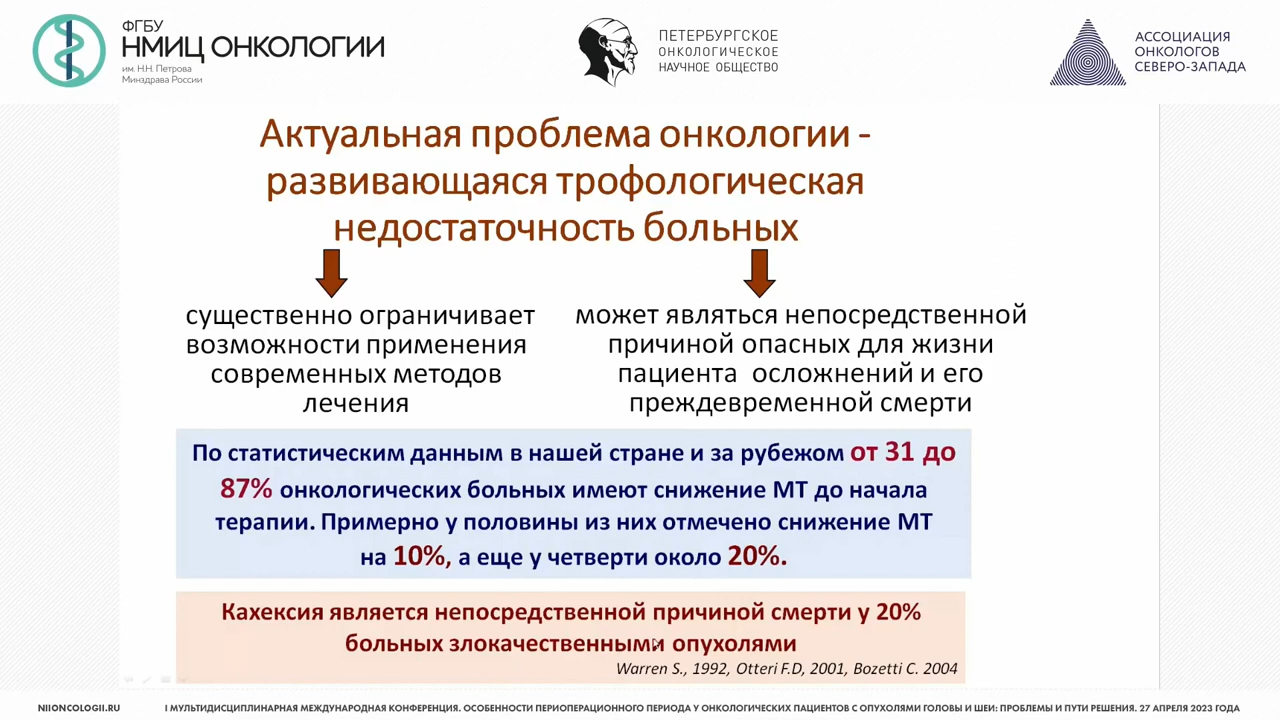 ФГБУ
НМИЦ ОНКОЛОГИИ
им. Н.Н. Петрова
Минздрава России
ПЕТЕРБУРГСКОЕ
ОНКОЛОГИЧЕСКОЕ
НАУЧНОЕ ОБЩЕСТВО
АССОЦИАЦИЯ
ОНКОЛОГОВ
СЕВЕРО-ЗАПАДА
Актуальная проблема онкологии -
развивающаяся трофологическая
недостаточность больных
существенно ограничивает
возможности применения
современных методов
лечения
может являться непосредственной
причиной опасных для жизни
пациента осложнений и его
преждевременной смерти
По статистическим данным в нашей стране и за рубежом от 31 до
87% онкологических больных имеют снижение МТ до начала
терапии. Примерно у половины из них отмечено снижение МТ
на 10%, а еще у четверти около 20%.
Кахексия является непосредственной причиной смерти у 20%
больных злокачественными опухолями
Warren S., 1992, Otteri F.D, 2001, Bozetti C. 2004
NIIONCOLOGII.RU
I МУЛЬТИДИСЦИПЛИНАРНАЯ МЕЖДУНАРОДНАЯ КОНФЕРЕНЦИЯ. ОСОБЕННОСТИ ПЕРИОПЕРАЦИОННОГО ПЕРИОДА У ОНКОЛОГИЧЕСКИХ ПАЦИЕНТОВ С ОПУХОЛЯМИ ГОЛОВЫ И ШЕИ: ПРОБЛЕМЫ И ПУТИ РЕШЕНИЯ. 27 АПРЕЛЯ 2023 ГОДА